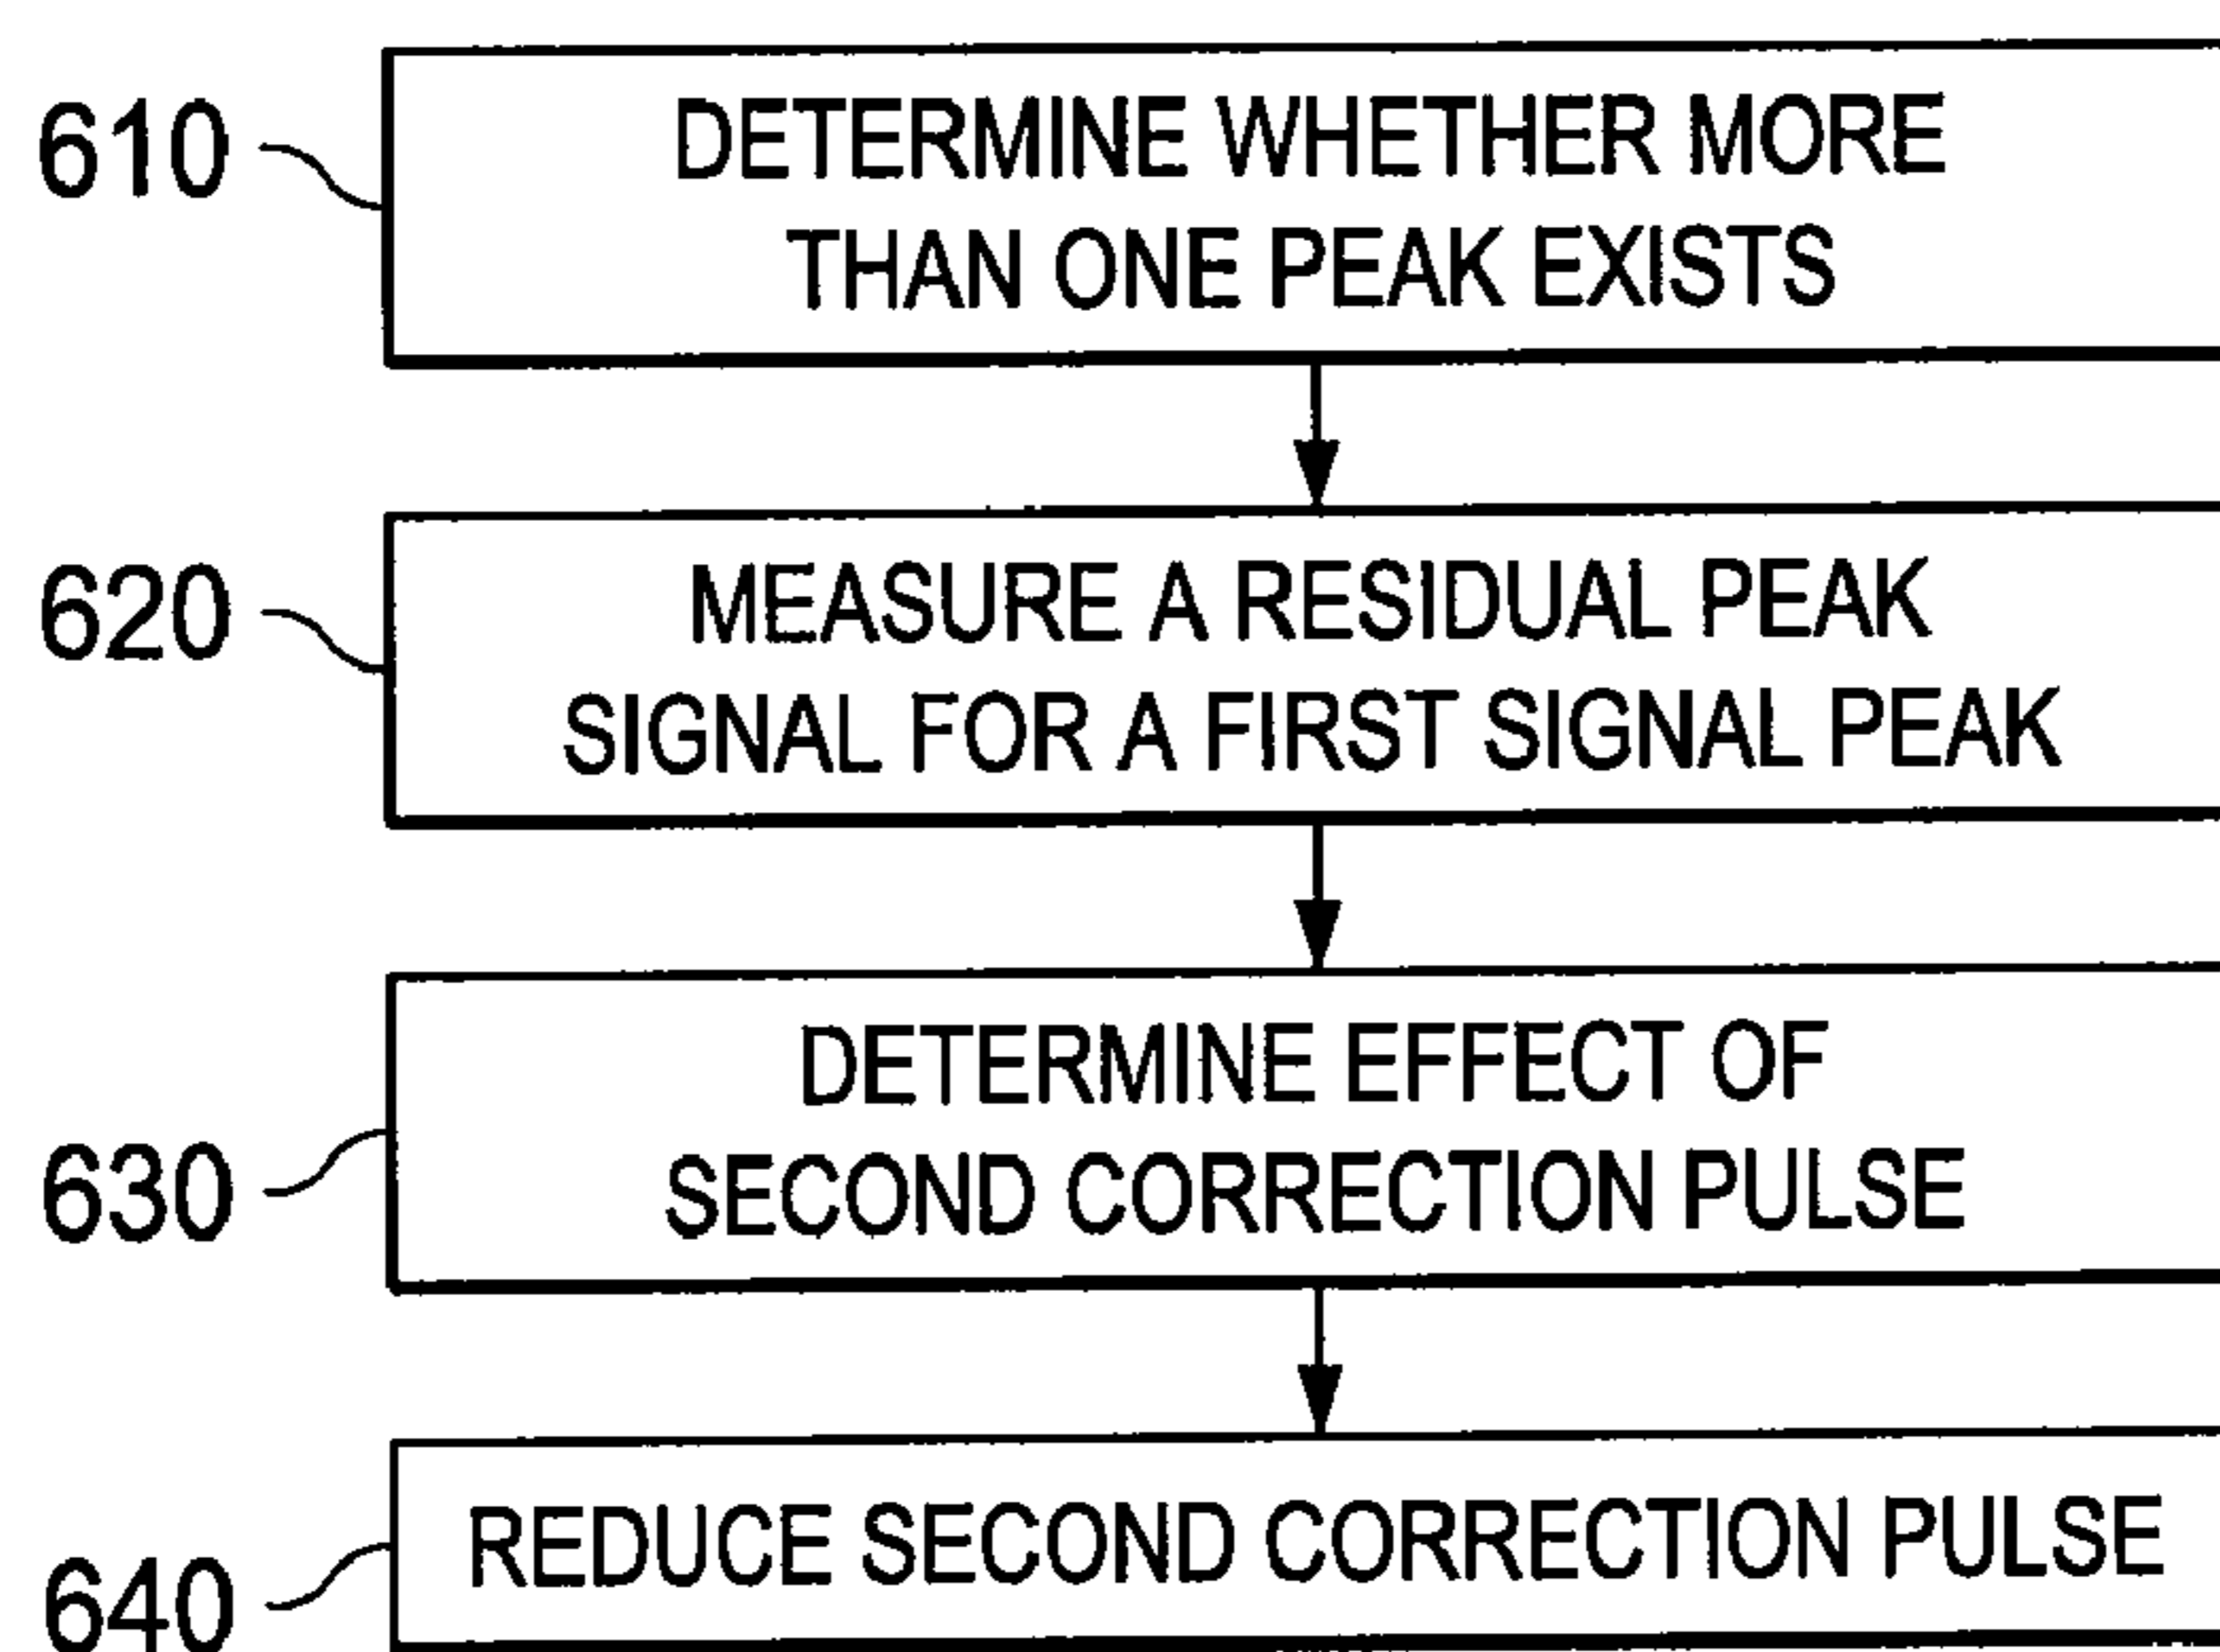 610
DETERMINE WHETHER MORE
THAN ONE PEAK EXISTS
620
MEASURE A RESIDUAL PEAK
SIGNAL FOR A FIRST SIGNAL PEAK
630
DETERMINE EFFECT OF
SECOND CORRECTION PULSE
640
REDUCE SECOND CORRECTION PULSE